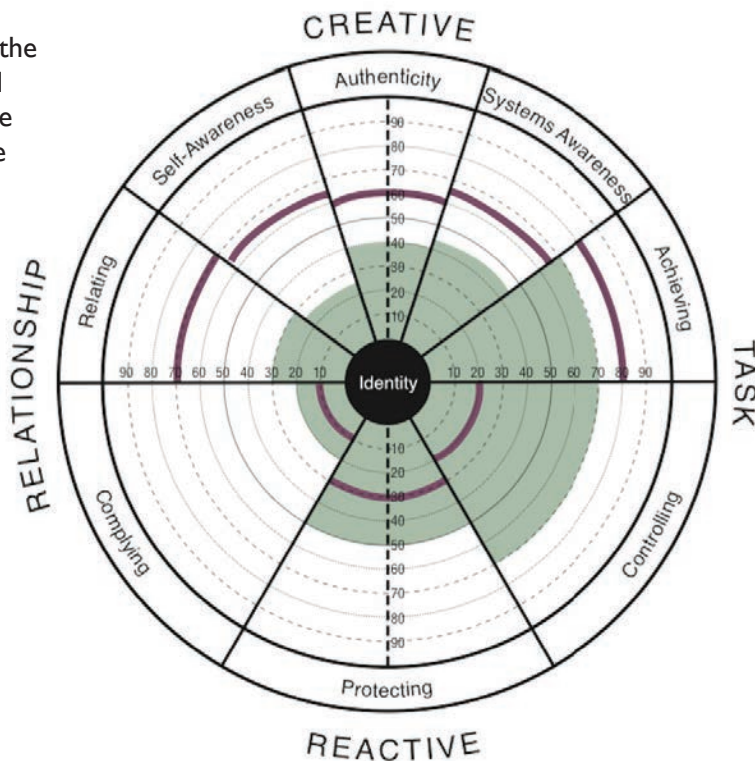 the
l
e
e
CREATIVE
Authenticity
Self-Awareness
Systems Awareness
Relating
Achieving
RELATIONSHIP
TASK
90
80
70
60
50
40
30
20
10
90 80 70 60 50 40 30 20 10
Identity
10 20 30 40 50 60 70 80 90
10
20
30
40
50
60
70
80
90
Complying
Controlling
Protecting
REACTIVE